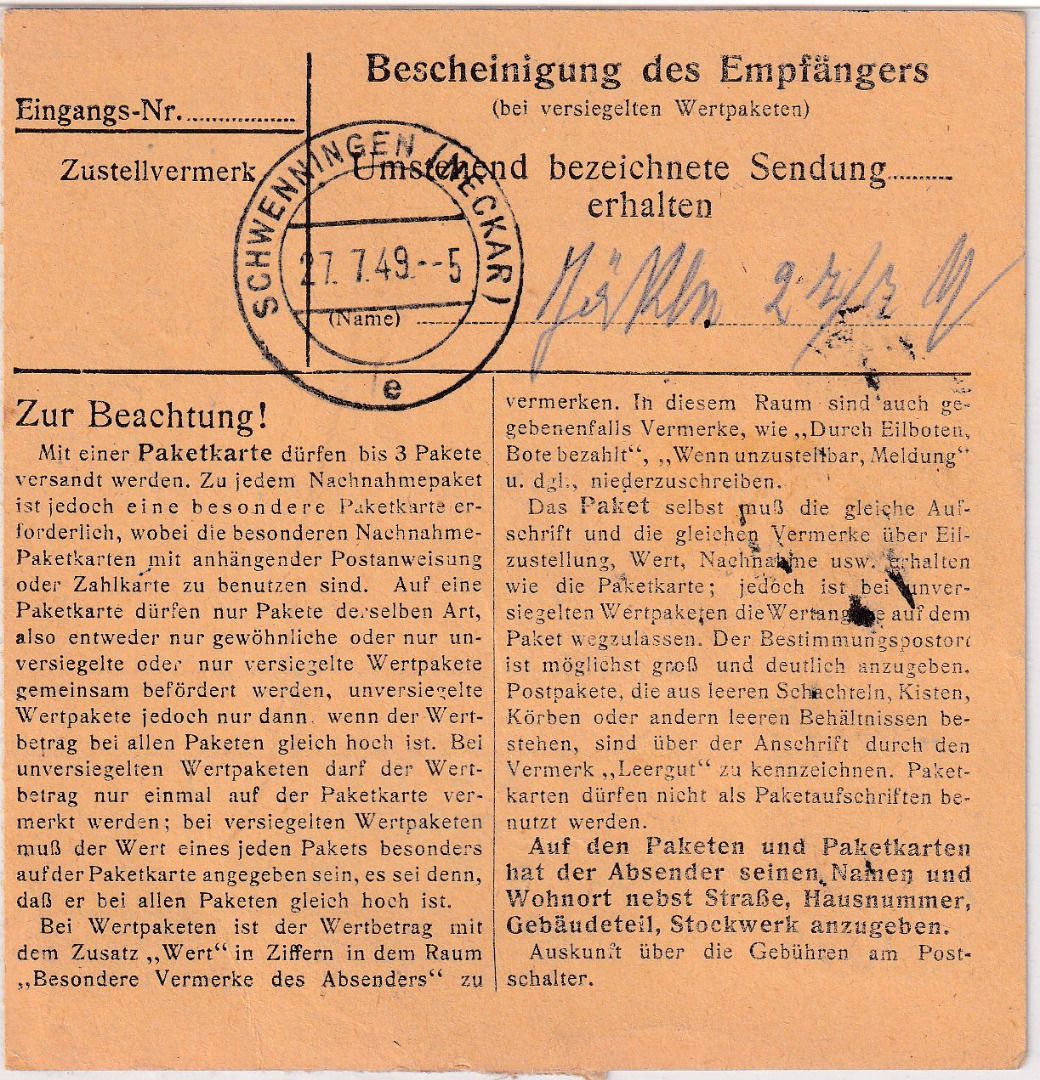 Eingangs-Nr.
Zustellvermerk
Bescheinigung des Empfängers
(bei versiegelten Wertpaketen)
Umstehend bezeichnete Sendung
erhalten
(Name)
SCHWENNINGEN (NECKAR)
27.7.49.--5
e
Zur Beachtung!
Mit einer Paketkarte dürfen bis 3 Pakete
versandt werden. Zu jedem Nachnahmepaket
ist jedoch eine besondere Paketkarte er-
forderlich, wobei die besonderen Nachnahme-
Paketkarten mit anhängender Postanweisung
oder Zahlkarte zu benutzen sind. Auf eine
Paketkarte dürfen nur Pakete derselben Art,
also entweder nur gewöhnliche oder nur un-
versiegelte oder nur versiegelte Wertpakete
gemeinsam befördert werden, unversiegelte
Wertpakete jedoch nur dann, wenn der Wert-
betrag bei allen Paketen gleich hoch ist. Bei
unversiegelten Wertpaketen darf der Wert-
betrag nur einmal auf der Paketkarte ver-
merkt werden; bei versiegelten Wertpaketen
muß der Wert eines jeden Pakets besonders
auf der Paketkarte angegeben sein, es sei denn,
daß er bei allen Paketen gleich hoch ist.
Bei Wertpaketen ist der Wertbetrag mit
dem Zusatz „Wert“ in Ziffern in dem Raum
„Besondere Vermerke des Absenders“ zu
vermerken. In diesem Raum sind auch ge-
gebenenfalls Vermerke, wie „Durch Eilboten,
Bote bezahlt“, „Wenn unzustellbar, Meldung“
u. dgl., niederzuschreiben.
Das Paket selbst muß die gleiche Auf-
schrift und die gleichen Vermerke über Eil-
zustellung, Wert, Nachnahme usw. erhalten
wie die Paketkarte; jedoch ist bei unver-
siegelten Wertpaketen die Wertangabe auf dem
Paket wegzulassen. Der Bestimmungspostort
ist möglichst groß und deutlich anzugeben.
Postpakete, die aus leeren Schachteln, Kisten,
Körben oder andern leeren Behältnissen be-
stehen, sind über der Anschrift durch den
Vermerk „Leergut“ zu kennzeichnen. Paket-
karten dürfen nicht als Paketaufschriften be-
nutzt werden.
Auf den Paketen und Paketkarten
hat der Absender seinen Namen und
Wohnort nebst Straße, Hausnummer,
Gebäudeteil, Stockwerk anzugeben.
Auskunft über die Gebühren am Post-
schalter.